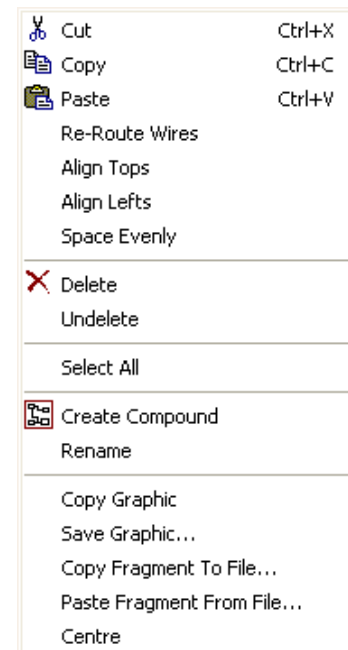 Cut Ctrl+X
Copy Ctrl+C
Paste Ctrl+V
Re-Route Wires
Align Tops
Align Lefts
Space Evenly
Delete
Undelete
Select All
Create Compound
Rename
Copy Graphic
Save Graphic...
Copy Fragment To File...
Paste Fragment From File...
Centre